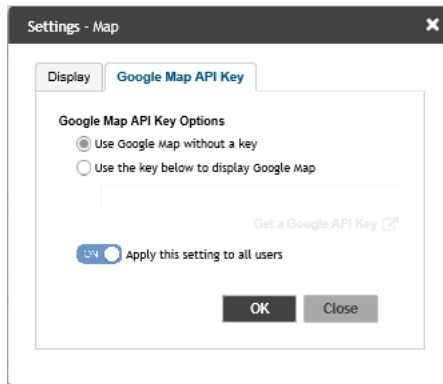 Settings - Map
Display
Google Map API Key
Google Map API Key Options
Use Google Map without a key
Use the key below to display Google Map
Get a Google API Key
ON Apply this setting to all users
OK
Close